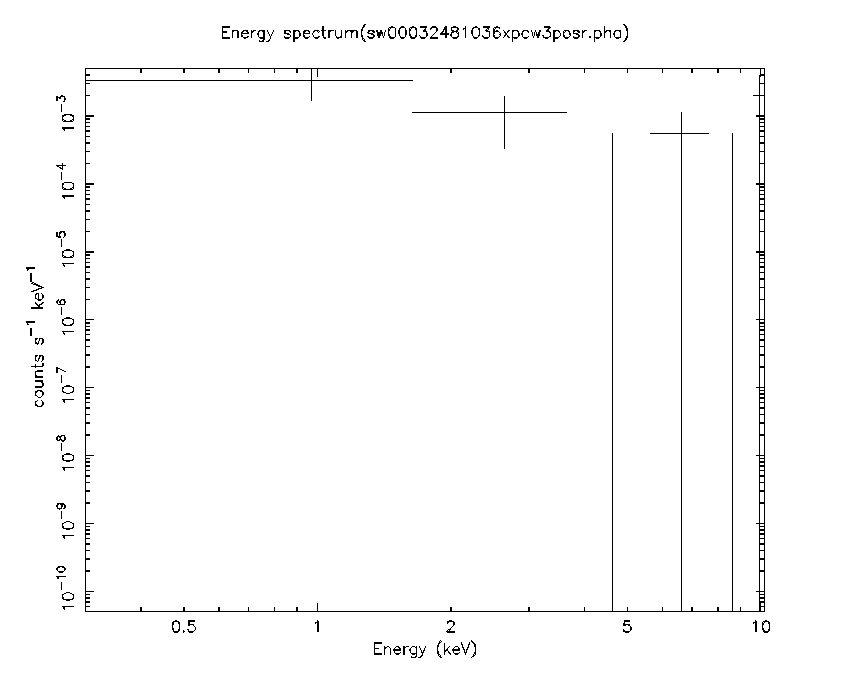 Energy spectrum(sw00032481036xpcw3posr.pha)
counts s⁻¹ keV⁻¹
10⁻³
10⁻⁴
10⁻⁵
10⁻⁶
10⁻⁷
10⁻⁸
10⁻⁹
10⁻¹⁰
0.5 1 2 5 10
Energy (keV)